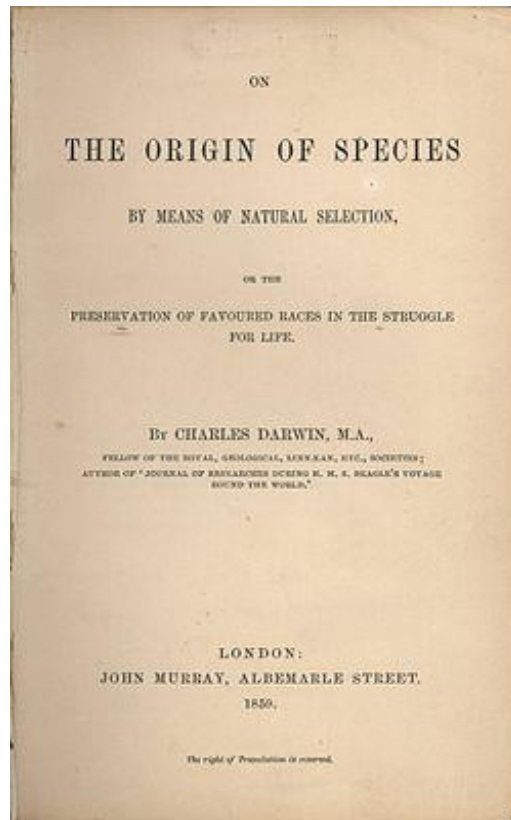 ON
THE ORIGIN OF SPECIES
BY MEANS OF NATURAL SELECTION,
OR THE
PRESERVATION OF FAVOURED RACES IN THE STRUGGLE
FOR LIFE.
BY CHARLES DARWIN, M.A.,
FELLOW OF THE ROYAL, GEOLOGICAL, LINNÆAN, ETC., SOCIETIES;
AUTHOR OF 'JOURNAL OF RESEARCHES DURING H. M. S. BEAGLE'S VOYAGE
ROUND THE WORLD.'
LONDON:
JOHN MURRAY, ALBEMARLE STREET.
1859.
The right of Translation is reserved.